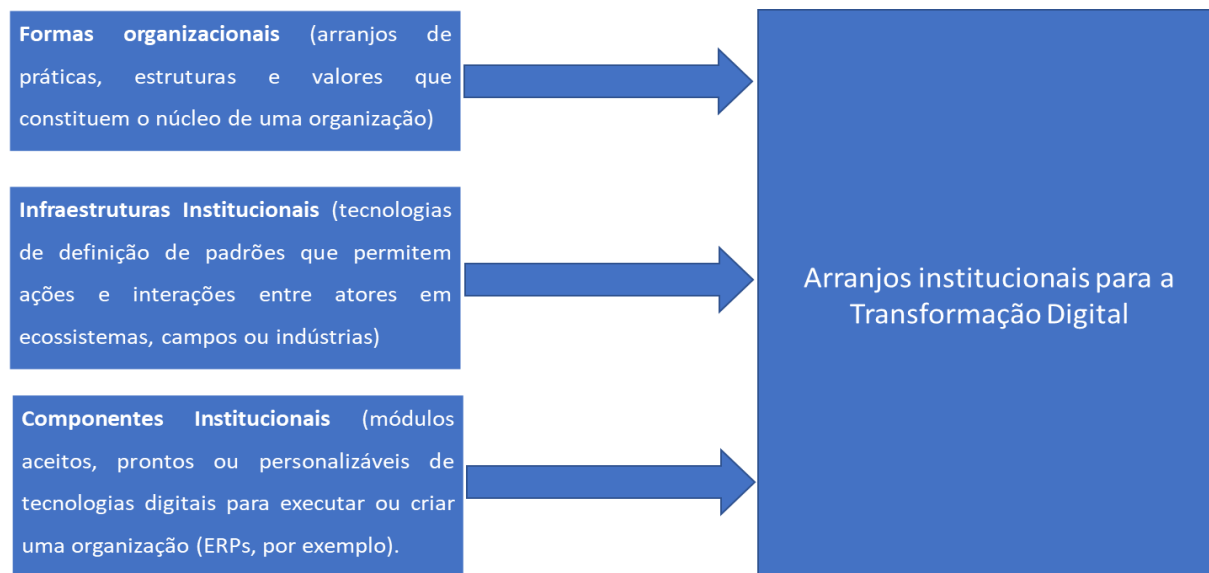 Formas organizacionais (arranjos de
práticas, estruturas e valores que
constituem o núcleo de uma organização)
Infraestruturas Institucionais (tecnologias
de definição de padrões que permitem
ações e interações entre atores em
ecossistemas, campos ou indústrias)
Componentes Institucionais (módulos
aceitos, prontos ou personalizáveis de
tecnologias digitais para executar ou criar
uma organização (ERPs, por exemplo).
Arranjos institucionais para a
Transformação Digital